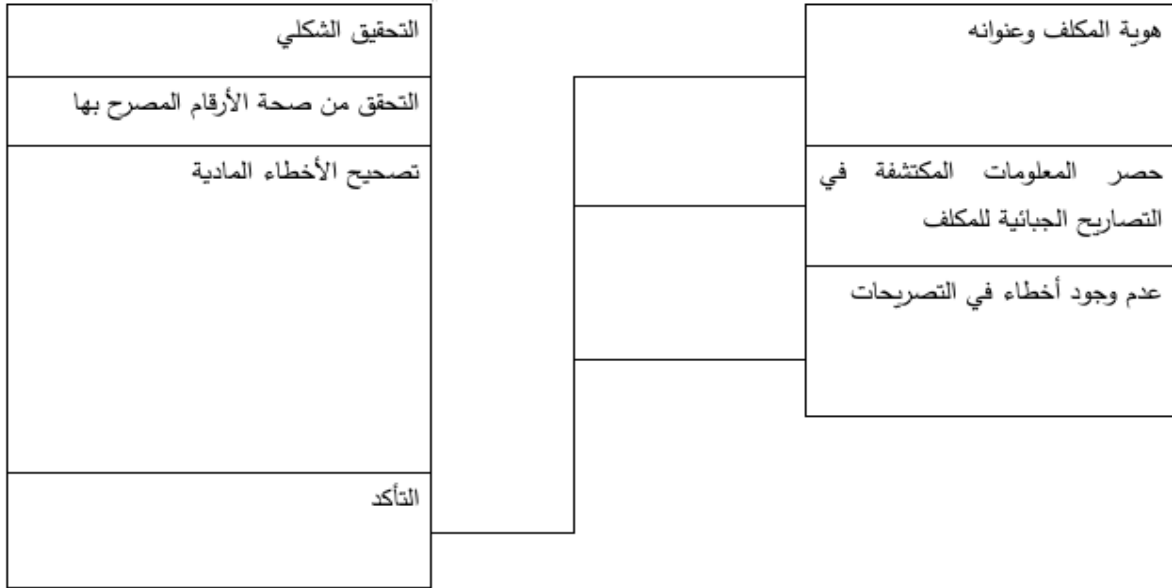 هوية المكلف وعنوانه
حصر المعلومات المكتشفة في
التصاريح الجبائية للمكلف
عدم وجود أخطاء في التصريحات
التحقيق الشكلي
التحقق من صحة الأرقام المصرح بها
تصحيح الأخطاء المادية
التأكد